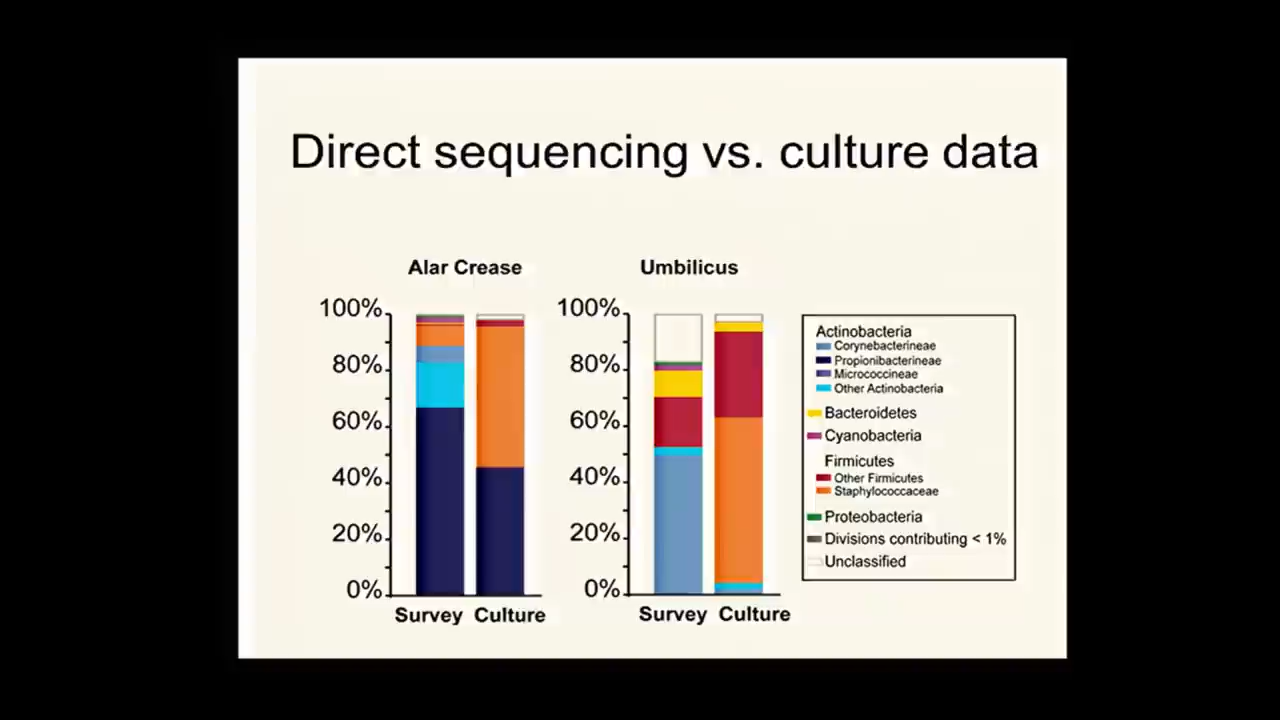 Direct sequencing vs. culture data
Alar Crease
Umbilicus
100%
80%
60%
40%
20%
0%
Survey Culture
100%
80%
60%
40%
20%
0%
Survey Culture
Actinobacteria
Corynebacterineae
Propionibacterineae
Micrococcineae
Other Actinobacteria
Bacteroidetes
Cyanobacteria
Firmicutes
Other Firmicutes
Staphylococcaceae
Proteobacteria
Divisions contributing < 1%
Unclassified